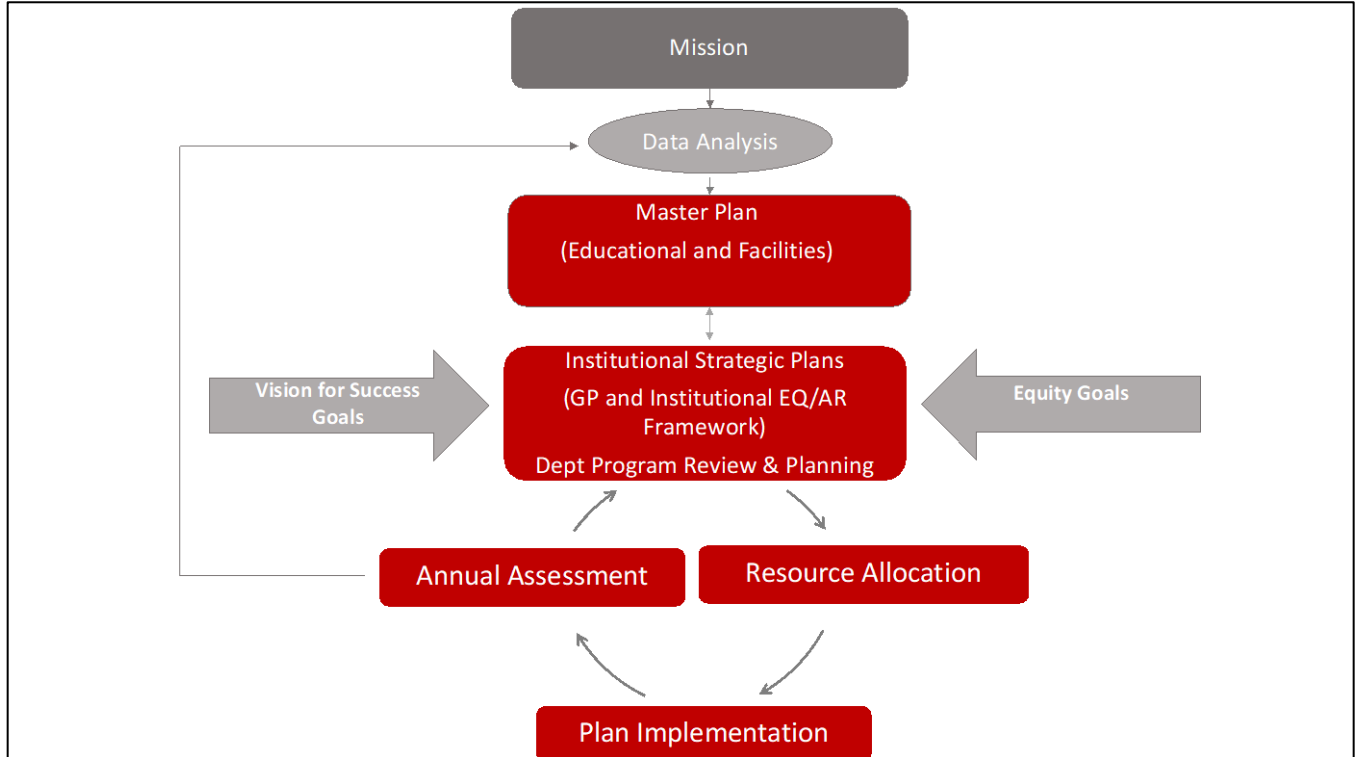 Mission
Data Analysis
Master Plan
(Educational and Facilities)
Institutional Strategic Plans
(GP and Institutional EQ/AR
Framework)
Dept Program Review & Planning
Vision for Success
Goals
Equity Goals
Annual Assessment
Resource Allocation
Plan Implementation